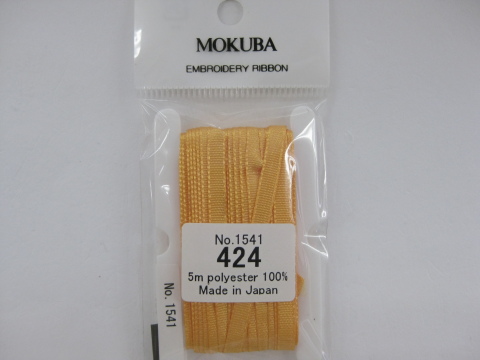 MOKUBA
EMBROIDERY RIBBON
No.1541
424
5m polyester 100%
Made in Japan
No. 1541